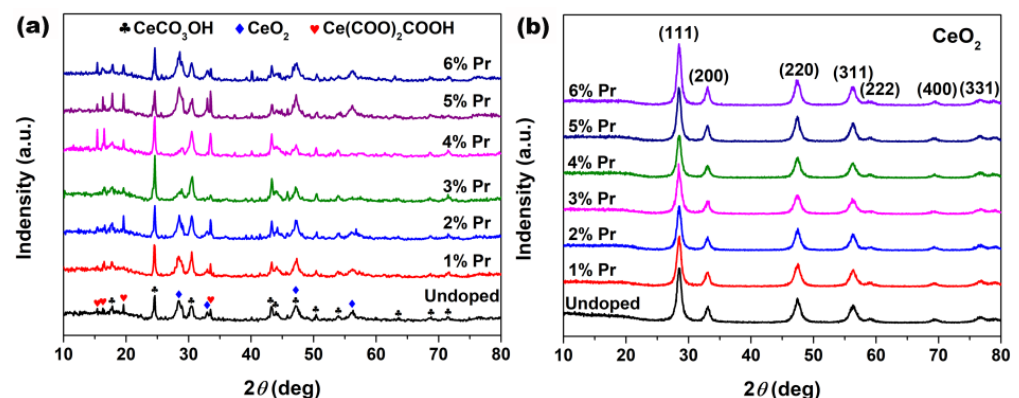 (a)
♣ CeCO₃OH ♦ CeO₂ ♥ Ce(COO)₂COOH
6% Pr
5% Pr
4% Pr
3% Pr
2% Pr
1% Pr
Undoped
Indensity (a.u.)
10 20 30 40 50 60 70 80
2θ (deg)
(b)
CeO₂
(111)
(200)
(220)
(311)
(222)
(400)
(331)
6% Pr
5% Pr
4% Pr
3% Pr
2% Pr
1% Pr
Undoped
Indensity (a.u.)
10 20 30 40 50 60 70 80
2θ (deg)